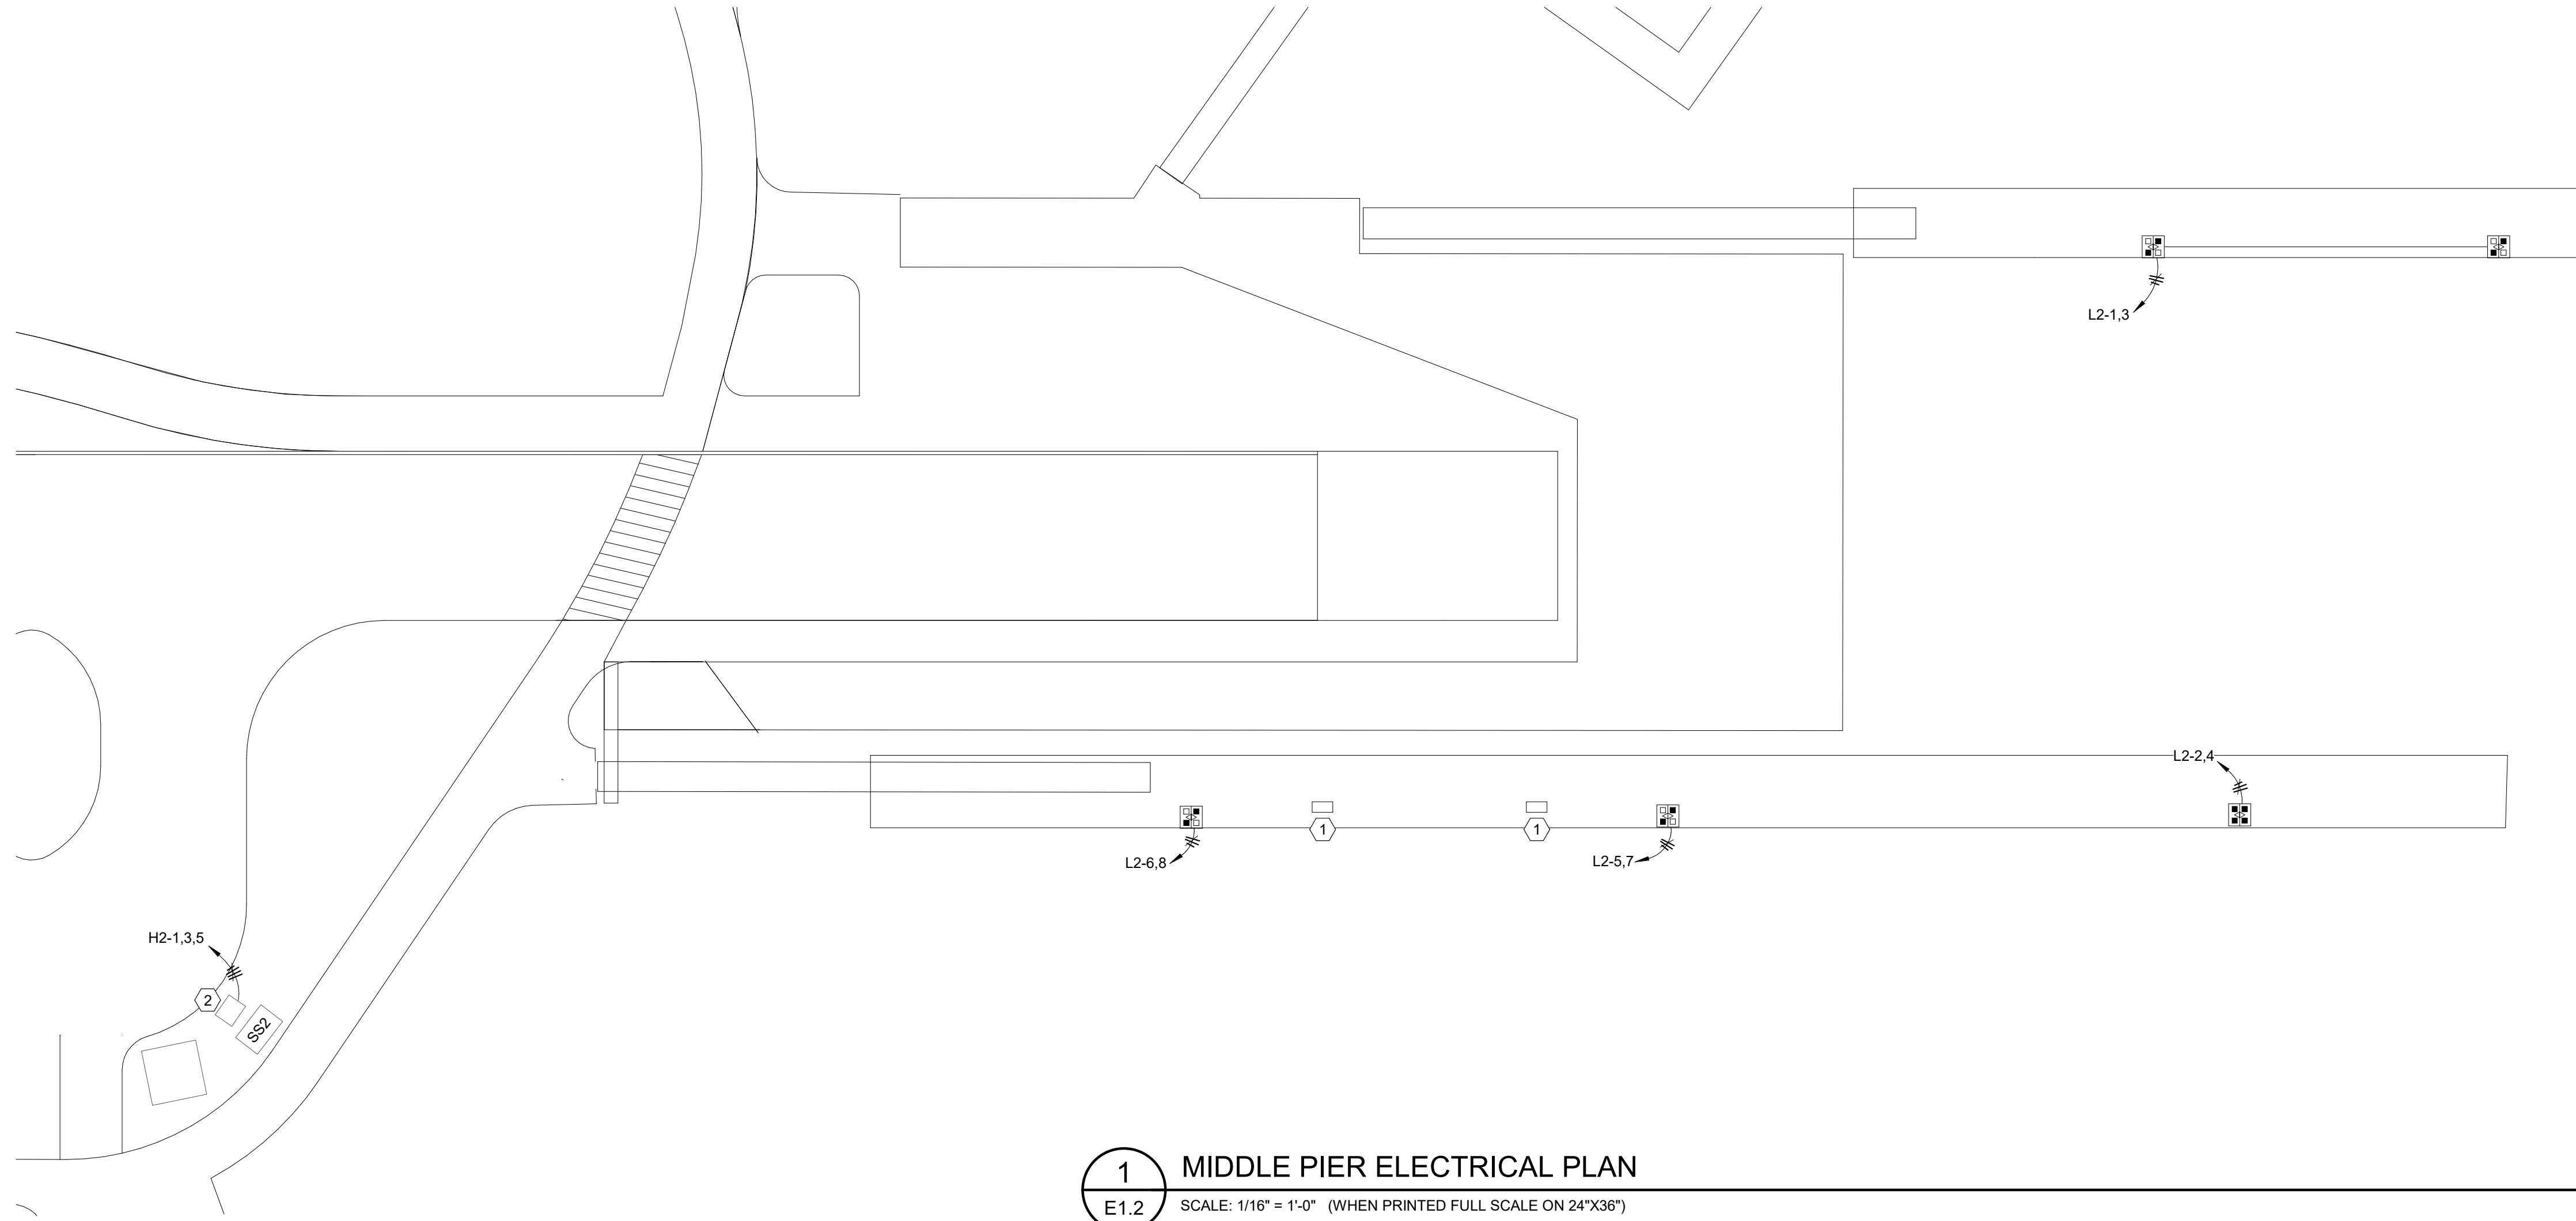 L2-1,3
L2-2,4
1
1
L2-6,8
L2-5,7
H2-1,3,5
2
SS2
1
MIDDLE PIER ELECTRICAL PLAN
E1.2
SCALE: 1/16" = 1'-0" (WHEN PRINTED FULL SCALE ON 24"X36")